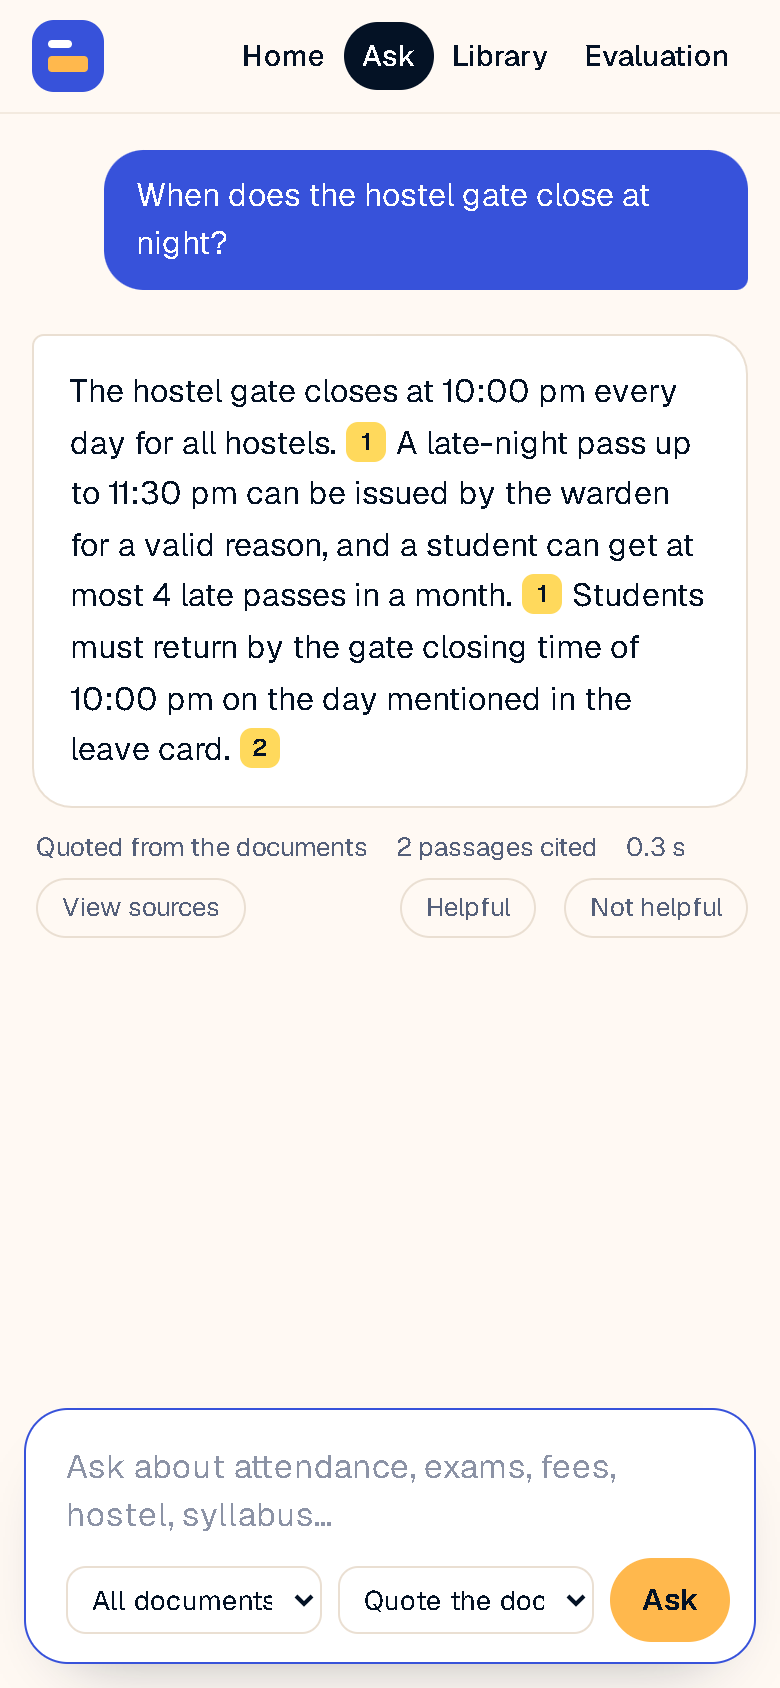 Home Ask Library Evaluation
When does the hostel gate close at
night?
The hostel gate closes at 10:00 pm every
day for all hostels. 1 A late-night pass up
to 11:30 pm can be issued by the warden
for a valid reason, and a student can get at
most 4 late passes in a month. 1 Students
must return by the gate closing time of
10:00 pm on the day mentioned in the
leave card. 2
Quoted from the documents 2 passages cited 0.3 s
View sources Helpful Not helpful
Ask about attendance, exams, fees,
hostel, syllabus...
All documents Quote the doc Ask